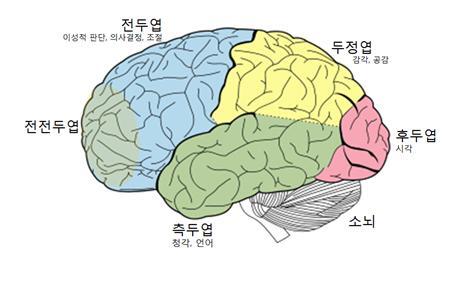 전두엽
이성적 판단, 의사결정, 조절
두정엽
감각, 공감
전전두엽
후두엽
시각
측두엽
청각, 언어
소뇌